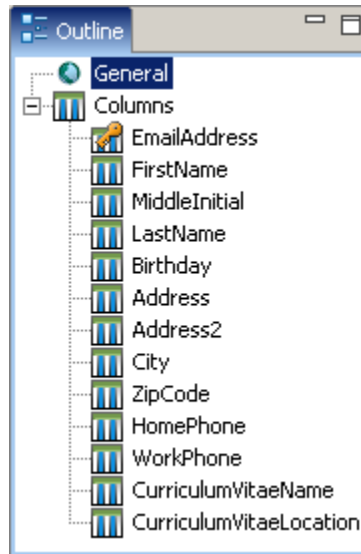 Outline
General
Columns
EmailAddress
FirstName
MiddleInitial
LastName
Birthday
Address
Address2
City
ZipCode
HomePhone
WorkPhone
CurriculumVitaeName
CurriculumVitaeLocation